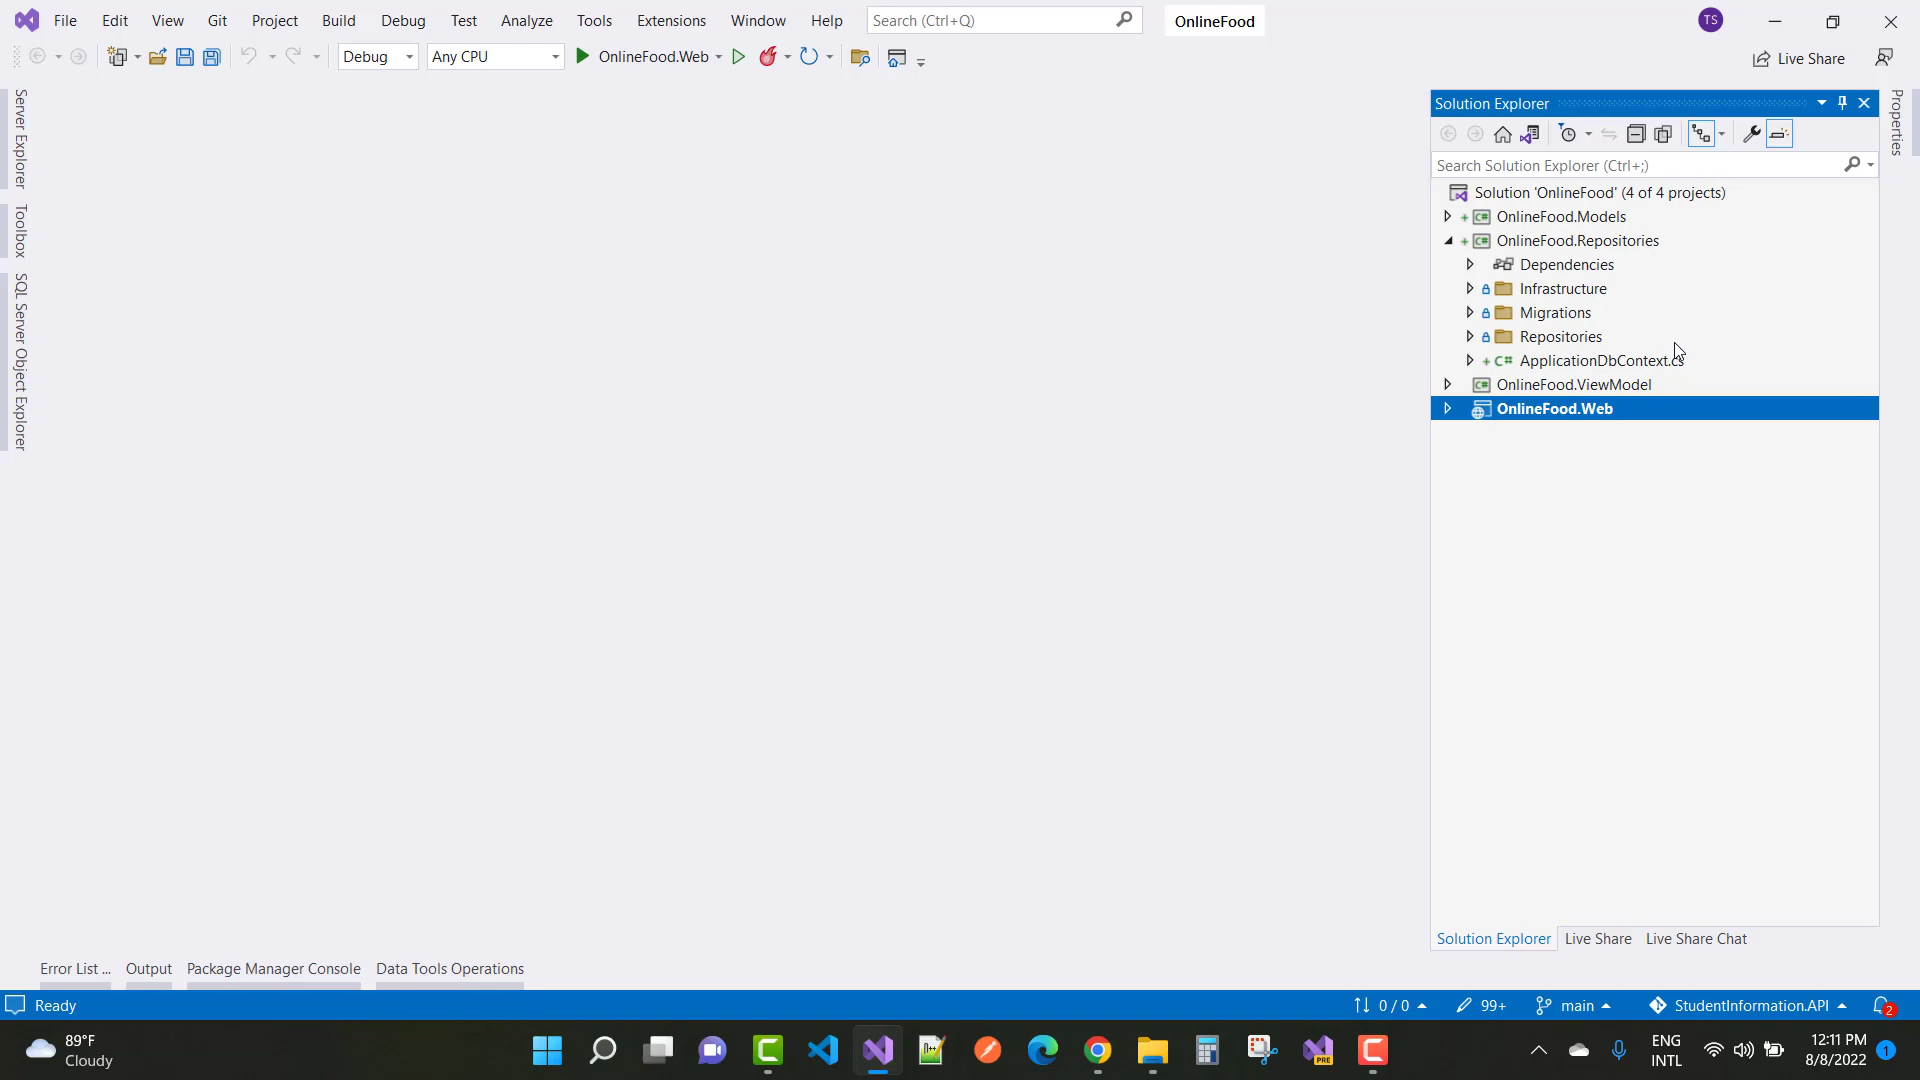 File Edit View Git Project Build Debug Test Analyze Tools Extensions Window Help Search (Ctrl+Q) OnlineFood TS
Debug Any CPU OnlineFood.Web Live Share
Server Explorer
Toolbox
SQL Server Object Explorer
Solution Explorer
Search Solution Explorer (Ctrl+;)
Solution 'OnlineFood' (4 of 4 projects)
C# OnlineFood.Models
C# OnlineFood.Repositories
Dependencies
Infrastructure
Migrations
Repositories
C# ApplicationDbContext.cs
C# OnlineFood.ViewModel
OnlineFood.Web
Properties
Solution Explorer Live Share Live Share Chat
Error List ... Output Package Manager Console Data Tools Operations
Ready 0 / 0 99+ main StudentInformation.API 2
89°F
Cloudy
PRE
ENG
INTL
12:11 PM
8/8/2022
1